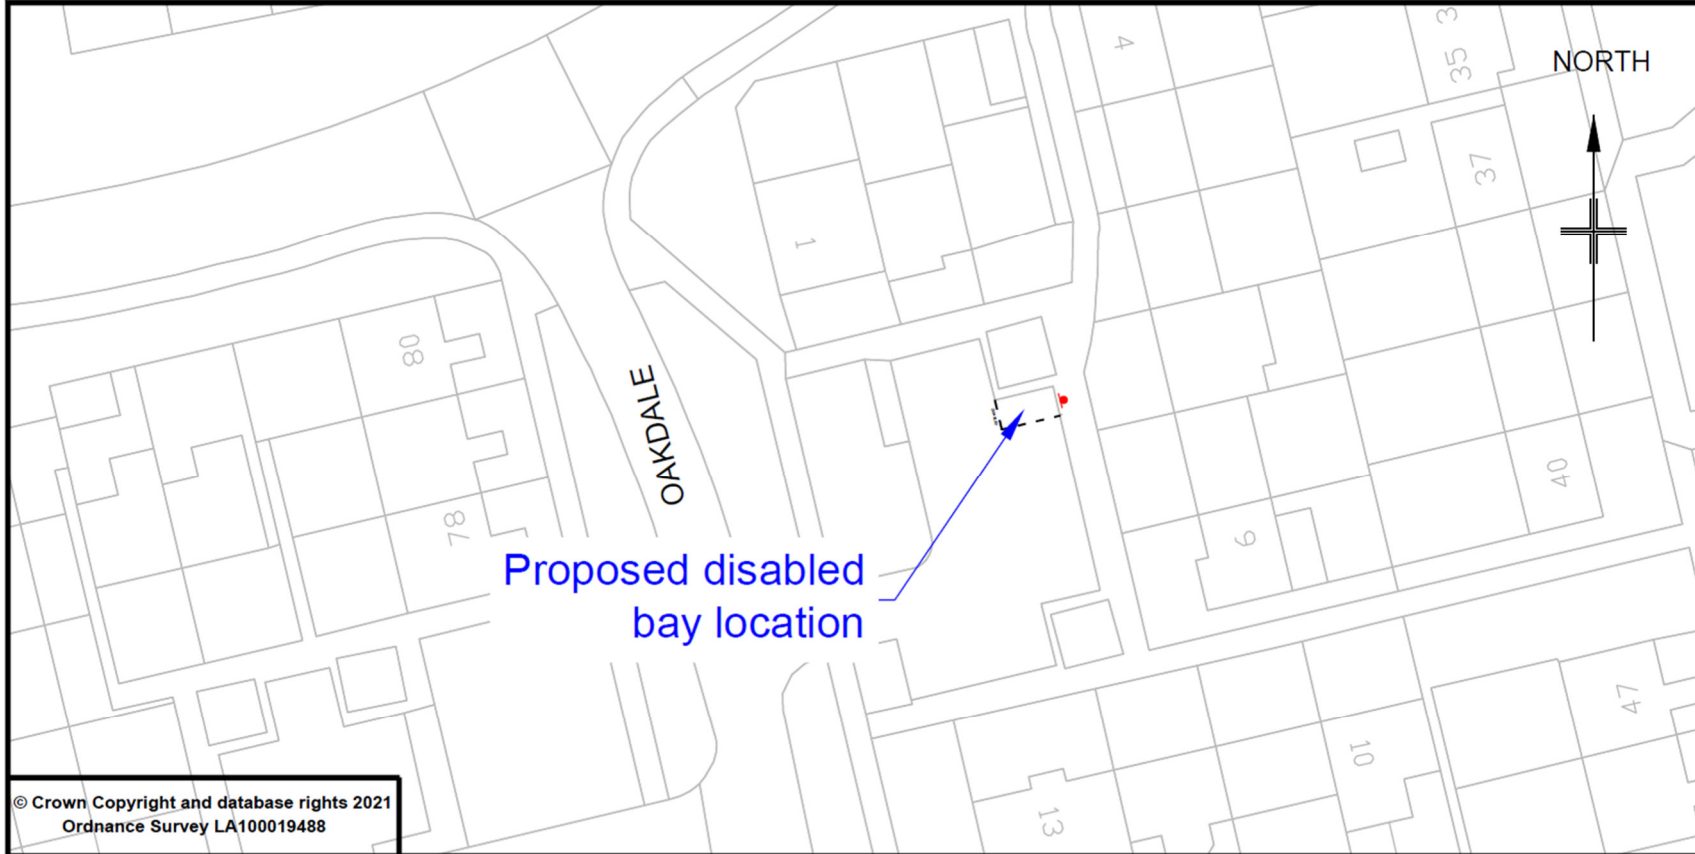 4
3
35
NORTH
37
1
80
OAKDALE
40
78
6
Proposed disabled
bay location
47
10
13
© Crown Copyright and database rights 2021
Ordnance Survey LA100019488